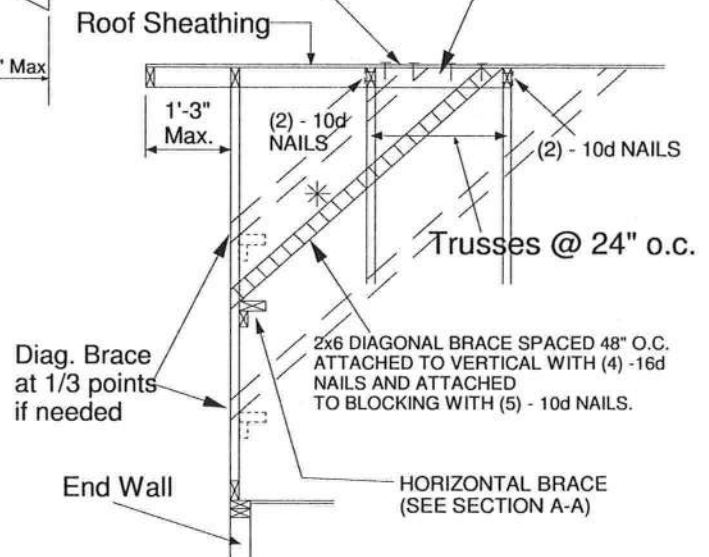 Roof Sheathing
" Max
1'-3"
Max.
(2) - 10d
NAILS
(2) - 10d NAILS
Trusses @ 24" o.c.
2x6 DIAGONAL BRACE SPACED 48" O.C.
ATTACHED TO VERTICAL WITH (4) -16d
NAILS AND ATTACHED
TO BLOCKING WITH (5) - 10d NAILS.
Diag. Brace
at 1/3 points
if needed
End Wall
HORIZONTAL BRACE
(SEE SECTION A-A)